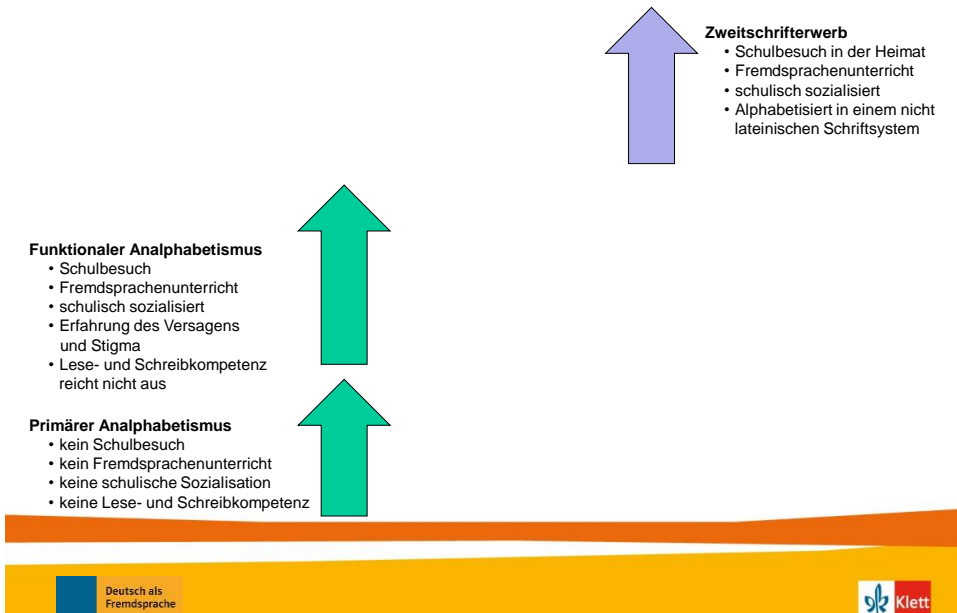 Zweitschrifterwerb
• Schulbesuch in der Heimat
• Fremdsprachenunterricht
• schulisch sozialisiert
• Alphabetisiert in einem nicht
lateinischen Schriftsystem
Funktionaler Analphabetismus
• Schulbesuch
• Fremdsprachenunterricht
• schulisch sozialisiert
• Erfahrung des Versagens
und Stigma
• Lese- und Schreibkompetenz
reicht nicht aus
Primärer Analphabetismus
• kein Schulbesuch
• kein Fremdsprachenunterricht
• keine schulische Sozialisation
• keine Lese- und Schreibkompetenz
Deutsch als
Fremdsprache
Klett